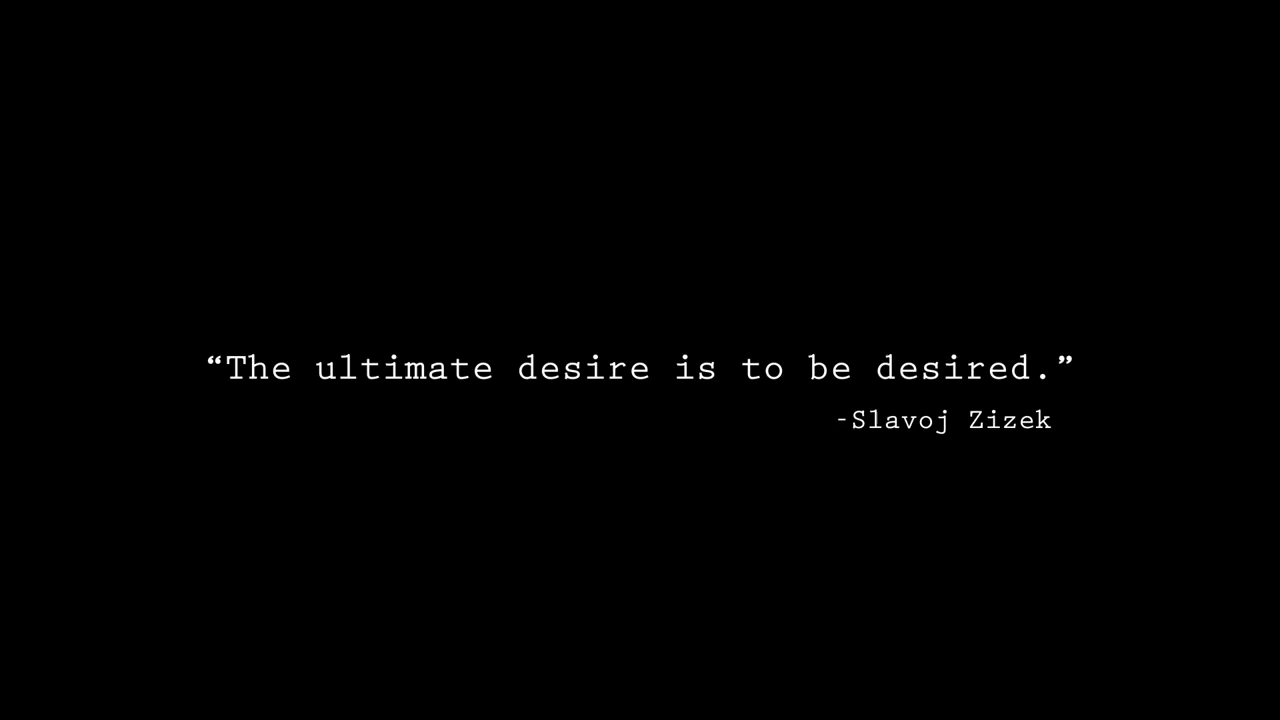 “The ultimate desire is to be desired.”
-Slavoj Zizek